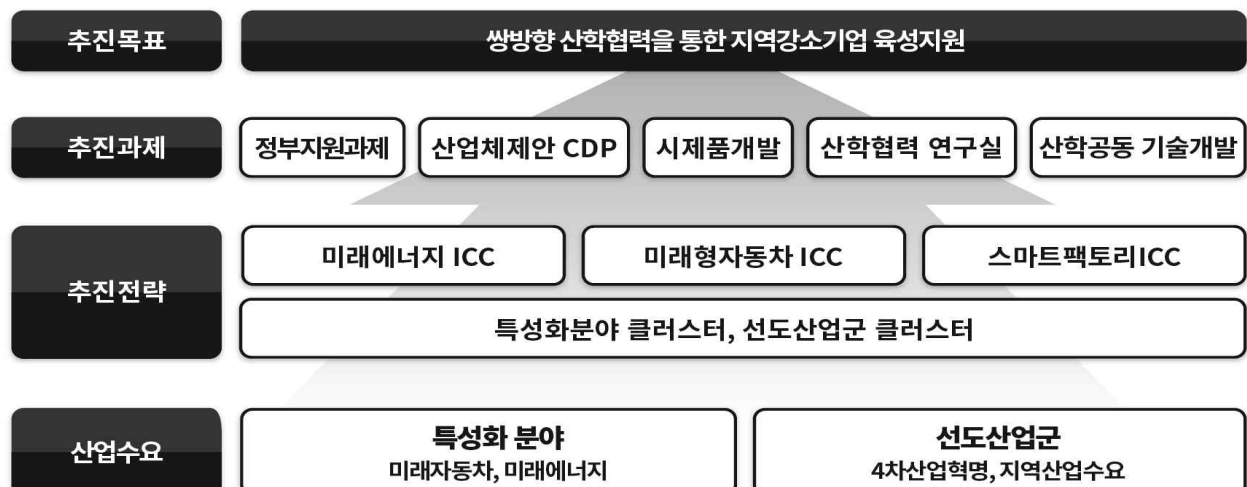 추진목표
쌍방향 산학협력을 통한 지역강소기업 육성지원
추진과제
정부지원과제
산업체제안 CDP
시제품개발
산학협력 연구실
산학공동 기술개발
추진전략
미래에너지 ICC
미래형자동차 ICC
스마트팩토리ICC
특성화분야 클러스터, 선도산업군 클러스터
산업수요
특성화 분야
미래자동차, 미래에너지
선도산업군
4차산업혁명, 지역산업수요